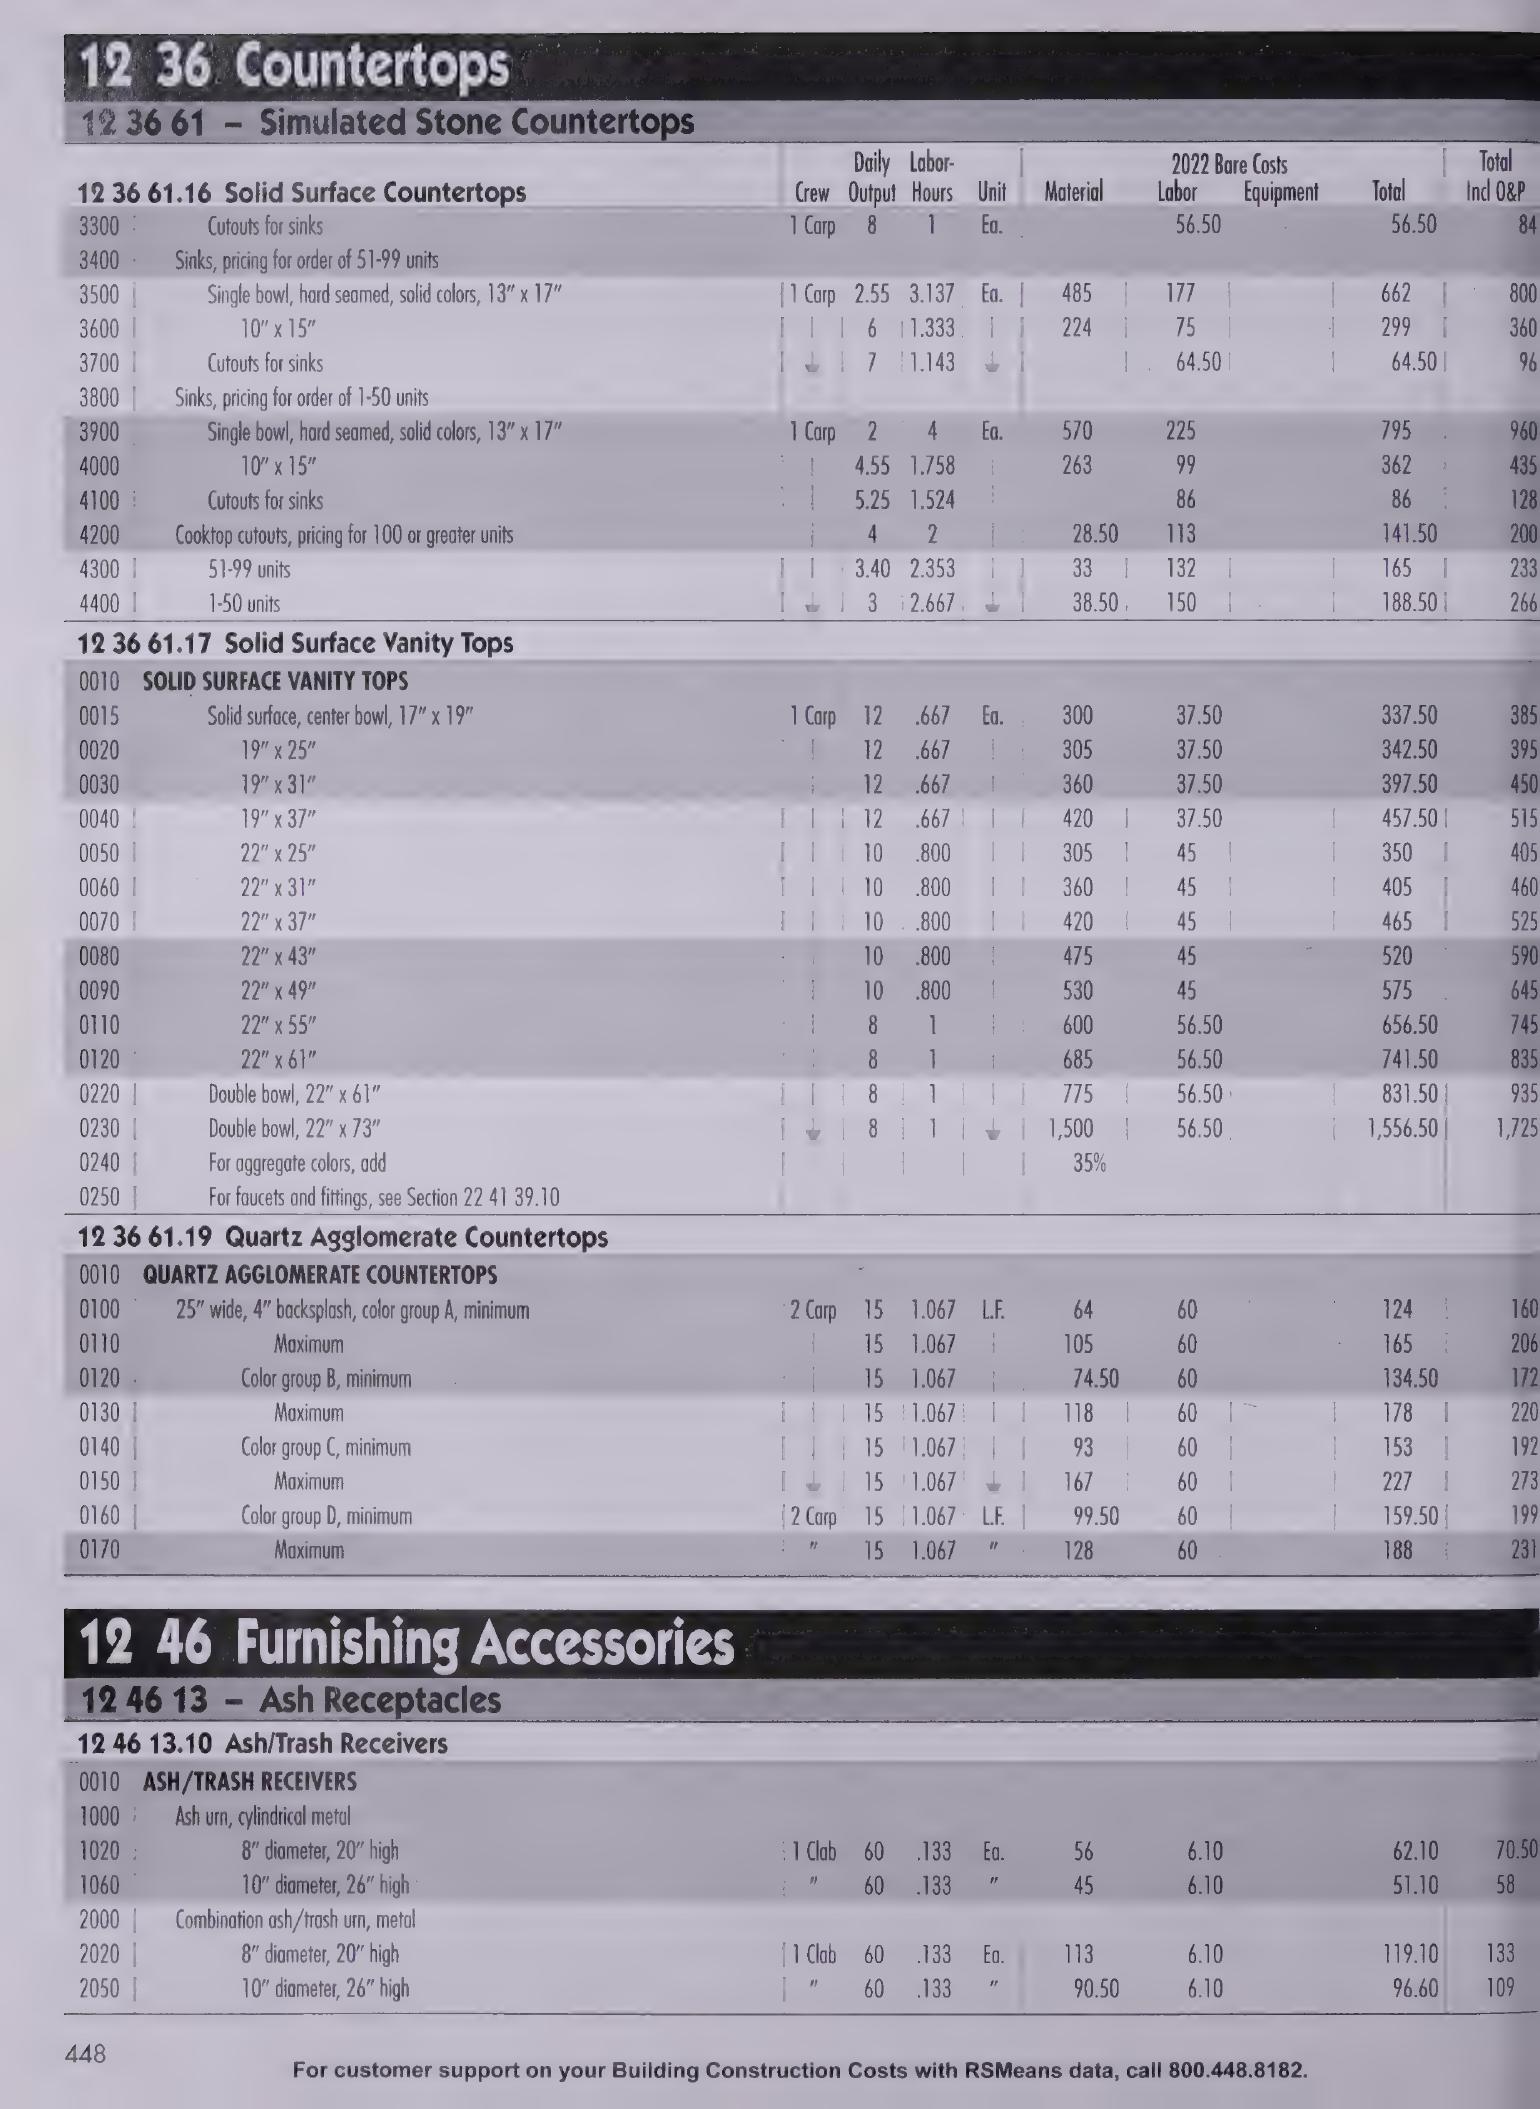 12 36 Countertops
12 36 61 – Simulated Stone Countertops
Daily Labor- 2022 Bare Costs Total
12 36 61.16 Solid Surface Countertops Crew Output Hours Unit Material Labor Equipment Total Incl O&P
3300 Cutouts for sinks 1 Carp 8 1 Ea. 56.50 56.50 84
3400 Sinks, pricing for order of 51-99 units
3500 Single bowl, hard seamed, solid colors, 13" x 17" 1 Carp 2.55 3.137 Ea. 485 177 662 800
3600 10" x 15" 6 1.333 224 75 299 360
3700 Cutouts for sinks 7 1.143 64.50 64.50 96
3800 Sinks, pricing for order of 1-50 units
3900 Single bowl, hard seamed, solid colors, 13" x 17" 1 Carp 2 4 Ea. 570 225 795 960
4000 10" x 15" 4.55 1.758 263 99 362 435
4100 Cutouts for sinks 5.25 1.524 86 86 128
4200 Cooktop cutouts, pricing for 100 or greater units 4 2 28.50 113 141.50 200
4300 51-99 units 3.40 2.353 33 132 165 233
4400 1-50 units 3 2.667 38.50 150 188.50 266
12 36 61.17 Solid Surface Vanity Tops
0010 SOLID SURFACE VANITY TOPS
0015 Solid surface, center bowl, 17" x 19" 1 Carp 12 .667 Ea. 300 37.50 337.50 385
0020 19" x 25" 12 .667 305 37.50 342.50 395
0030 19" x 31" 12 .667 360 37.50 397.50 450
0040 19" x 37" 12 .667 420 37.50 457.50 515
0050 22" x 25" 10 .800 305 45 350 405
0060 22" x 31" 10 .800 360 45 405 460
0070 22" x 37" 10 .800 420 45 465 525
0080 22" x 43" 10 .800 475 45 520 590
0090 22" x 49" 10 .800 530 45 575 645
0110 22" x 55" 8 1 600 56.50 656.50 745
0120 22" x 61" 8 1 685 56.50 741.50 835
0220 Double bowl, 22" x 61" 8 1 775 56.50 831.50 935
0230 Double bowl, 22" x 73" 8 1 1,500 56.50 1,556.50 1,725
0240 For aggregate colors, add 35%
0250 For faucets and fittings, see Section 22 41 39.10
12 36 61.19 Quartz Agglomerate Countertops
0010 QUARTZ AGGLOMERATE COUNTERTOPS
0100 25" wide, 4" backsplash, color group A, minimum 2 Carp 15 1.067 L.F. 64 60 124 160
0110 Maximum 15 1.067 105 60 165 206
0120 Color group B, minimum 15 1.067 74.50 60 134.50 172
0130 Maximum 15 1.067 118 60 178 220
0140 Color group C, minimum 15 1.067 93 60 153 192
0150 Maximum 15 1.067 167 60 227 273
0160 Color group D, minimum 2 Carp 15 1.067 L.F. 99.50 60 159.50 199
0170 Maximum " 15 1.067 " 128 60 188 231
12 46 Furnishing Accessories
12 46 13 – Ash Receptacles
12 46 13.10 Ash/Trash Receivers
0010 ASH/TRASH RECEIVERS
1000 Ash urn, cylindrical metal
1020 8" diameter, 20" high 1 Clab 60 .133 Ea. 56 6.10 62.10 70.50
1060 10" diameter, 26" high " 60 .133 " 45 6.10 51.10 58
2000 Combination ash/trash urn, metal
2020 8" diameter, 20" high 1 Clab 60 .133 Ea. 113 6.10 119.10 133
2050 10" diameter, 26" high " 60 .133 " 90.50 6.10 96.60 109
448
For customer support on your Building Construction Costs with RSMeans data, call 800.448.8182.